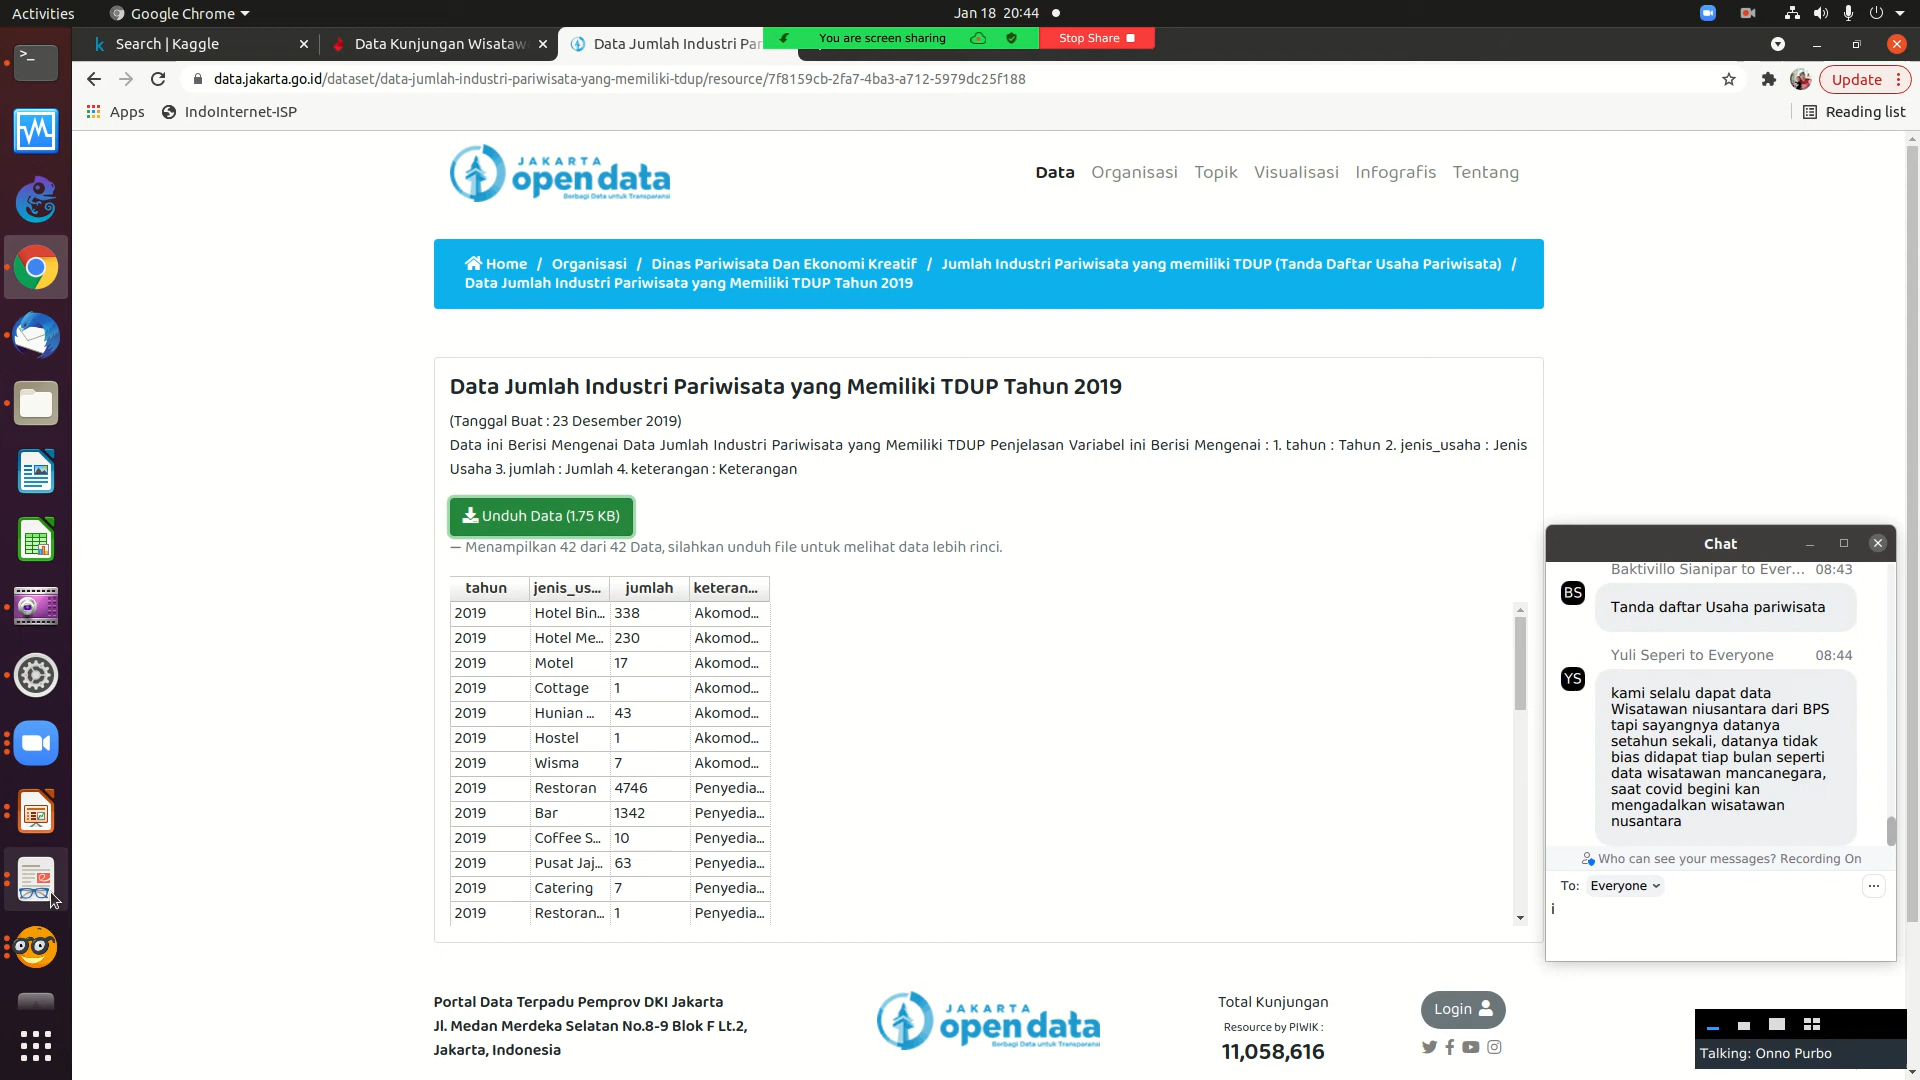 Activities
Google Chrome
Jan 18 20:44
Search | Kaggle
Data Kunjungan Wisataw
Data Jumlah Industri Par
You are screen sharing
Stop Share
data.jakarta.go.id/dataset/data-jumlah-industri-pariwisata-yang-memiliki-tdup/resource/7f8159cb-2fa7-4ba3-a712-5979dc25f188
Update
Apps
IndoInternet-ISP
Reading list
JAKARTA
open data
Berbagi Data untuk Transparansi
Data Organisasi Topik Visualisasi Infografis Tentang
Home / Organisasi / Dinas Pariwisata Dan Ekonomi Kreatif / Jumlah Industri Pariwisata yang memiliki TDUP (Tanda Daftar Usaha Pariwisata) /
Data Jumlah Industri Pariwisata yang Memiliki TDUP Tahun 2019
Data Jumlah Industri Pariwisata yang Memiliki TDUP Tahun 2019
(Tanggal Buat : 23 Desember 2019)
Data ini Berisi Mengenai Data Jumlah Industri Pariwisata yang Memiliki TDUP Penjelasan Variabel ini Berisi Mengenai : 1. tahun : Tahun 2. jenis_usaha : Jenis
Usaha 3. jumlah : Jumlah 4. keterangan : Keterangan
Unduh Data (1.75 KB)
— Menampilkan 42 dari 42 Data, silahkan unduh file untuk melihat data lebih rinci.
tahun jenis_us... jumlah keteran...
2019 Hotel Bin... 338 Akomod...
2019 Hotel Me... 230 Akomod...
2019 Motel 17 Akomod...
2019 Cottage 1 Akomod...
2019 Hunian ... 43 Akomod...
2019 Hostel 1 Akomod...
2019 Wisma 7 Akomod...
2019 Restoran 4746 Penyedia...
2019 Bar 1342 Penyedia...
2019 Coffee S... 10 Penyedia...
2019 Pusat Jaj... 63 Penyedia...
2019 Catering 7 Penyedia...
2019 Restoran... 1 Penyedia...
Portal Data Terpadu Pemprov DKI Jakarta
Jl. Medan Merdeka Selatan No.8-9 Blok F Lt.2,
Jakarta, Indonesia
JAKARTA
open data
Berbagi Data untuk Transparansi
Total Kunjungan
Resource by PIWIK :
11,058,616
Login
Chat
Baktivillo Sianipar to Ever... 08:43
BS
Tanda daftar Usaha pariwisata
Yuli Seperi to Everyone 08:44
YS
kami selalu dapat data
Wisatawan niusantara dari BPS
tapi sayangnya datanya
setahun sekali, datanya tidak
bias didapat tiap bulan seperti
data wisatawan mancanegara,
saat covid begini kan
mengadalkan wisatawan
nusantara
Who can see your messages? Recording On
To: Everyone
i
Talking: Onno Purbo